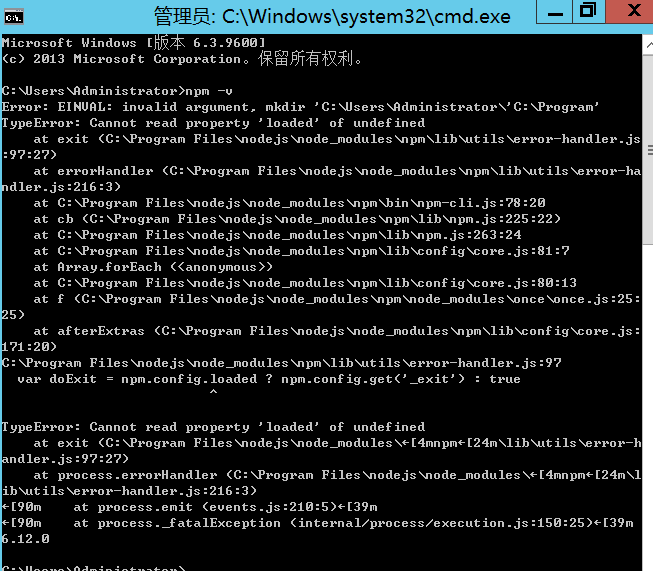 管理员: C:\Windows\system32\cmd.exe
Microsoft Windows [版本 6.3.9600]
(c) 2013 Microsoft Corporation。保留所有权利。
C:\Users\Administrator>npm -v
Error: EINVAL: invalid argument, mkdir 'C:\Users\Administrator\'C:\Program'
TypeError: Cannot read property 'loaded' of undefined
    at exit (C:\Program Files\nodejs\node_modules\npm\lib\utils\error-handler.js
:97:27)
    at errorHandler (C:\Program Files\nodejs\node_modules\npm\lib\utils\error-ha
ndler.js:216:3)
    at C:\Program Files\nodejs\node_modules\npm\bin\npm-cli.js:78:20
    at cb (C:\Program Files\nodejs\node_modules\npm\lib\npm.js:225:22)
    at C:\Program Files\nodejs\node_modules\npm\lib\npm.js:263:24
    at C:\Program Files\nodejs\node_modules\npm\lib\config\core.js:81:7
    at Array.forEach (<anonymous>)
    at C:\Program Files\nodejs\node_modules\npm\lib\config\core.js:80:13
    at f (C:\Program Files\nodejs\node_modules\npm\node_modules\once\once.js:25:
25)
    at afterExtras (C:\Program Files\nodejs\node_modules\npm\lib\config\core.js:
171:20)
C:\Program Files\nodejs\node_modules\npm\lib\utils\error-handler.js:97
  var doExit = npm.config.loaded ? npm.config.get('_exit') : true
                          ^
TypeError: Cannot read property 'loaded' of undefined
    at exit (C:\Program Files\nodejs\node_modules\←[4mnpm←[24m\lib\utils\error-h
andler.js:97:27)
    at process.errorHandler (C:\Program Files\nodejs\node_modules\←[4mnpm←[24m\l
ib\utils\error-handler.js:216:3)
←[90m    at process.emit (events.js:210:5)←[39m
←[90m    at process._fatalException (internal/process/execution.js:150:25)←[39m
6.12.0
C:\Users\Administrator>